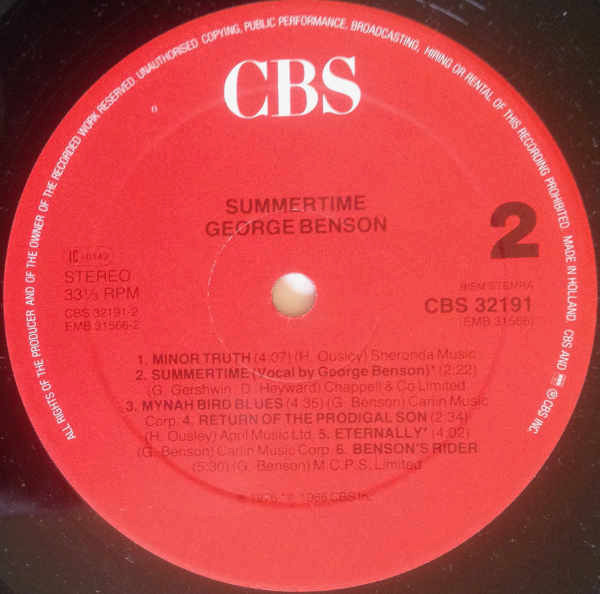 ALL RIGHTS OF THE PRODUCER AND OF THE OWNER OF THE RECORDED WORK RESERVED. UNAUTHORISED COPYING, PUBLIC PERFORMANCE, BROADCASTING, HIRING OR RENTAL OF THIS RECORDING PROHIBITED. MADE IN HOLLAND. CBS AND ℗ CBS INC.
CBS
SUMMERTIME
GEORGE BENSON
2
STEREO
33⅓ RPM
CBS 32191-2
EMB 31566-2
BIEM STEMRA
CBS 32191
(EMB 31566)
1. MINOR TRUTH (4:07) (H. Ousley) Sheronda Music
2. SUMMERTIME (Vocal by George Benson)* (2:22)
(G. Gershwin D. Heyward) Chappell & Co Limited
3. MYNAH BIRD BLUES (4:35) (G. Benson) Carlin Music
Corp. 4. RETURN OF THE PRODIGAL SON (2:34)
(H. Ousley) April Music Ltd. 5. ETERNALLY* (4:02)
(G. Benson) Carlin Music Corp. 6. BENSON'S RIDER
(5:30) (G. Benson) M.C.P.S. Limited
CBS Inc.